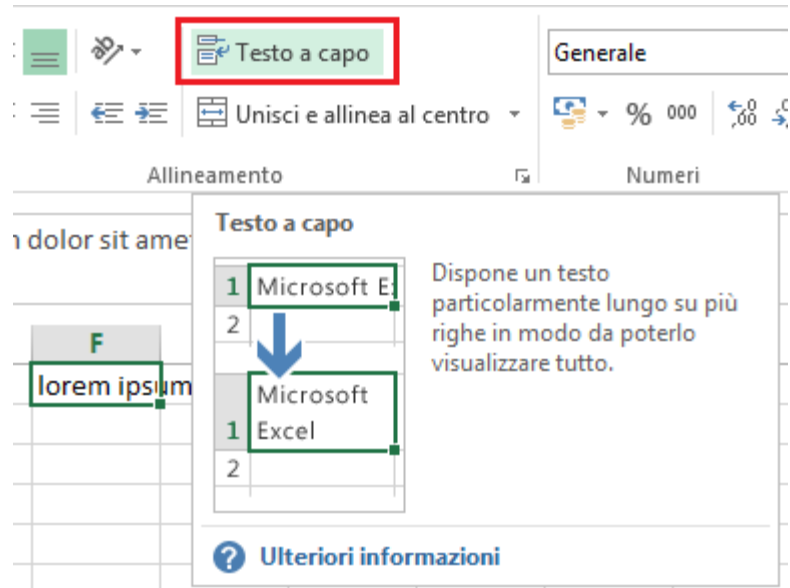 Testo a capo
Generale
Unisci e allinea al centro
% 000 ,00
Allineamento
Numeri
dolor sit ame
Testo a capo
1 Microsoft E
2
Microsoft
1 Excel
2
Dispone un testo
particolarmente lungo su più
righe in modo da poterlo
visualizzare tutto.
F
lorem ipsum
? Ulteriori informazioni